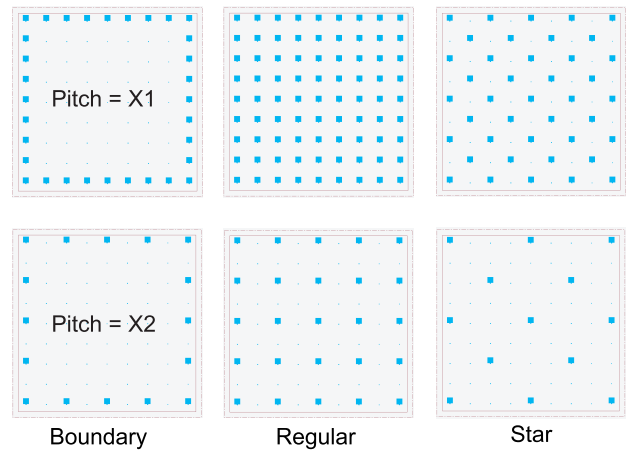 Pitch = X1
Pitch = X2
Boundary
Regular
Star